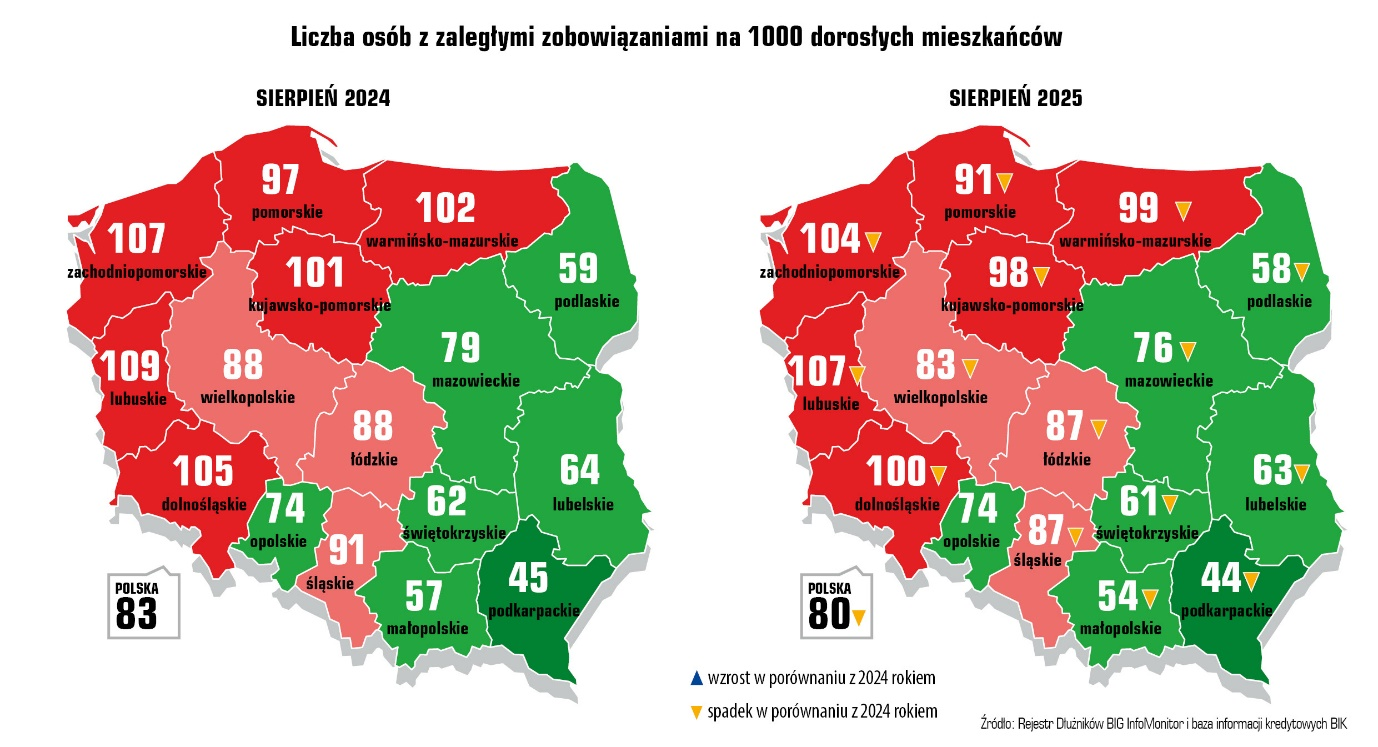 Liczba osób z zaległymi zobowiązaniami na 1000 dorosłych mieszkańców
SIERPIEŃ 2024
97
pomorskie
102
warmińsko-mazurskie
107
zachodniopomorskie
101
kujawsko-pomorskie
59
podlaskie
79
mazowieckie
109
lubuskie
88
wielkopolskie
88
łódzkie
105
dolnośląskie
74
opolskie
62
świętokrzyskie
64
lubelskie
91
śląskie
57
małopolskie
45
podkarpackie
POLSKA
83
SIERPIEŃ 2025
91
pomorskie
99
warmińsko-mazurskie
104
zachodniopomorskie
98
kujawsko-pomorskie
58
podlaskie
76
mazowieckie
107
lubuskie
83
wielkopolskie
87
łódzkie
100
dolnośląskie
74
opolskie
61
świętokrzyskie
63
lubelskie
87
śląskie
54
małopolskie
44
podkarpackie
POLSKA
80
wzrost w porównaniu z 2024 rokiem
spadek w porównaniu z 2024 rokiem
Źródło: Rejestr Dłużników BIG InfoMonitor i baza informacji kredytowych BIK